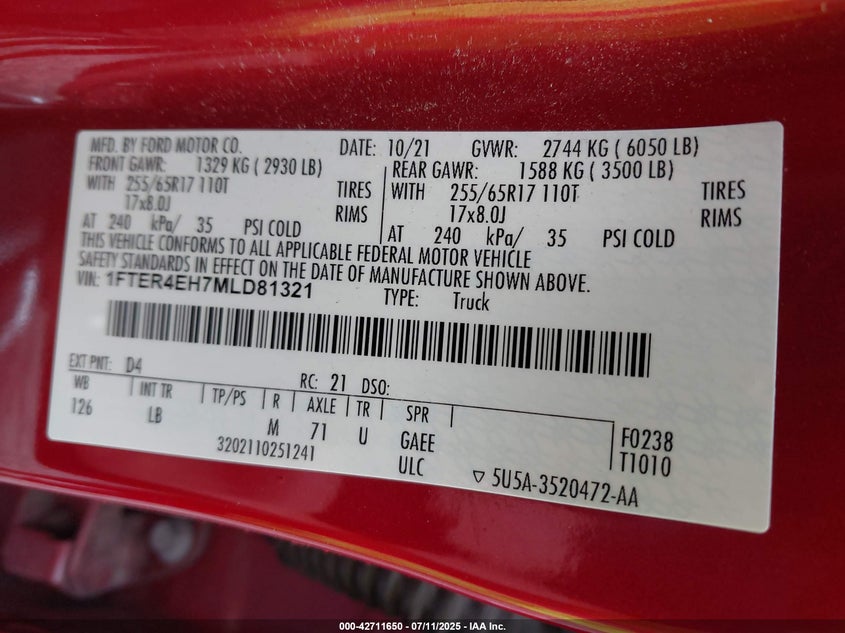 MFD. BY FORD MOTOR CO. DATE: 10/21 GVWR: 2744 KG ( 6050 LB)
FRONT GAWR: 1329 KG ( 2930 LB) REAR GAWR: 1588 KG ( 3500 LB)
WITH 255/65R17 110T TIRES WITH 255/65R17 110T TIRES
17x8.0J RIMS 17x8.0J RIMS
AT 240 kPa/ 35 PSI COLD AT 240 kPa/ 35 PSI COLD
THIS VEHICLE CONFORMS TO ALL APPLICABLE FEDERAL MOTOR VEHICLE
SAFETY STANDARDS IN EFFECT ON THE DATE OF MANUFACTURE SHOWN ABOVE.
VIN: 1FTER4EH7MLD81321 TYPE: Truck
EXT PNT: D4 RC: 21 DSO:
WB INT TR TP/PS R AXLE TR SPR
126 LB M 71 U GAEE F0238
3202110251241 ULC T1010
▽ 5U5A-3520472-AA
000-42711650 - 07/11/2025 - IAA Inc.